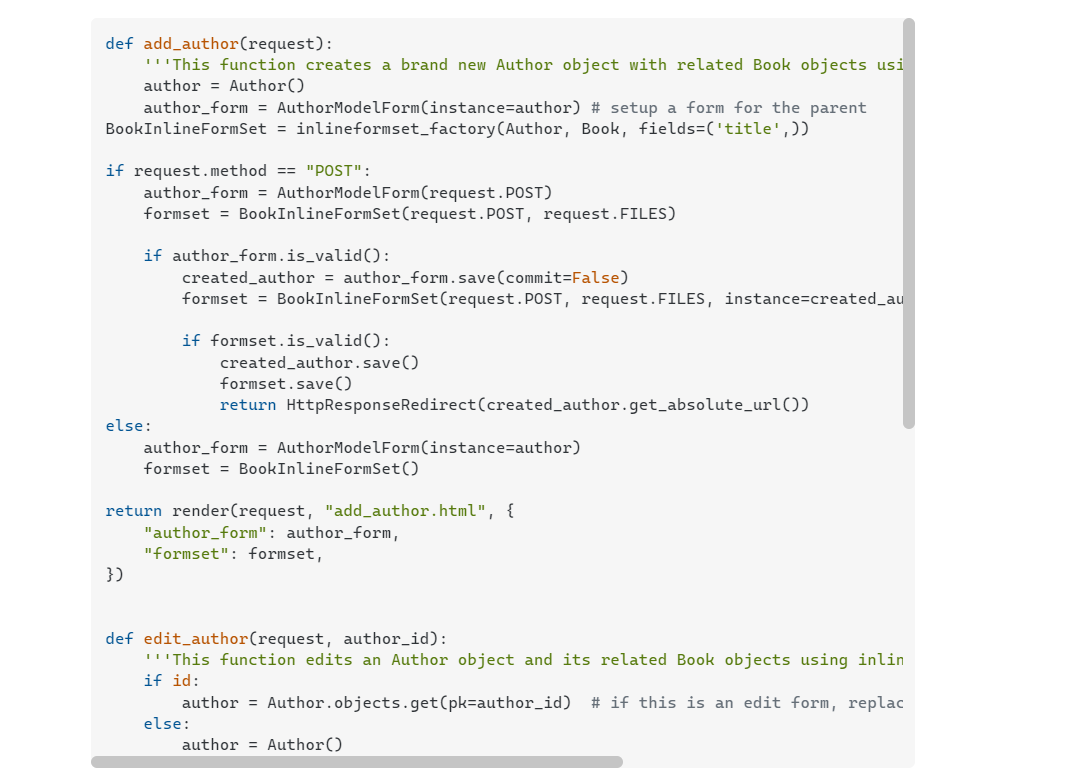 def add_author(request):
    '''This function creates a brand new Author object with related Book objects usi
    author = Author()
    author_form = AuthorModelForm(instance=author) # setup a form for the parent
BookInlineFormSet = inlineformset_factory(Author, Book, fields=('title',))
if request.method == "POST":
    author_form = AuthorModelForm(request.POST)
    formset = BookInlineFormSet(request.POST, request.FILES)
    if author_form.is_valid():
        created_author = author_form.save(commit=False)
        formset = BookInlineFormSet(request.POST, request.FILES, instance=created_au
        if formset.is_valid():
            created_author.save()
            formset.save()
            return HttpResponseRedirect(created_author.get_absolute_url())
else:
    author_form = AuthorModelForm(instance=author)
    formset = BookInlineFormSet()
return render(request, "add_author.html", {
    "author_form": author_form,
    "formset": formset,
})
def edit_author(request, author_id):
    '''This function edits an Author object and its related Book objects using inlin
    if id:
        author = Author.objects.get(pk=author_id)  # if this is an edit form, replac
    else:
        author = Author()